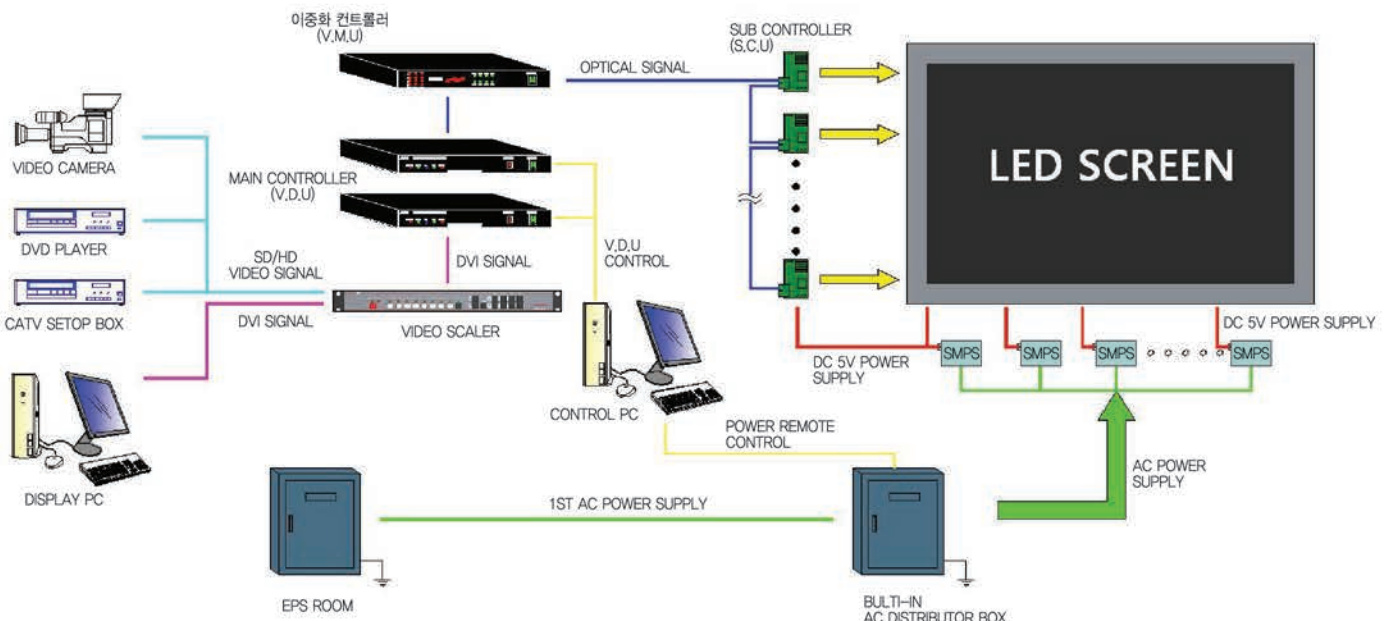 이중화 컨트롤러
(V.M.U)
SUB CONTROLLER
(S.C.U)
OPTICAL SIGNAL
VIDEO CAMERA
MAIN CONTROLLER
(V.D.U)
LED SCREEN
DVD PLAYER
SD/HD
VIDEO SIGNAL
DVI SIGNAL
V.D.U
CONTROL
CATV SETOP BOX
DVI SIGNAL
VIDEO SCALER
DC 5V POWER SUPPLY
SMPS
SMPS
SMPS
SMPS
DC 5V POWER
SUPPLY
CONTROL PC
POWER REMOTE
CONTROL
AC POWER
SUPPLY
DISPLAY PC
1ST AC POWER SUPPLY
EPS ROOM
BULTI-IN
AC DISTRIBUTOR BOX